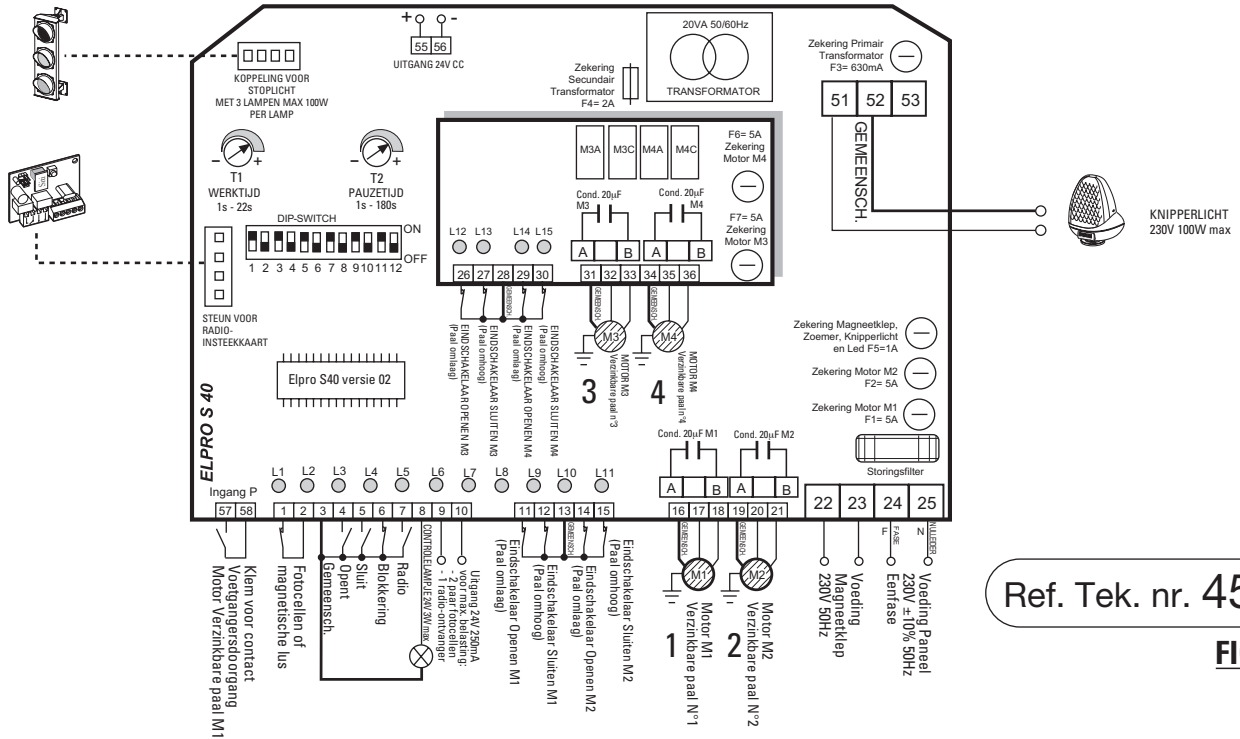 + -
55 56
UITGANG 24V CC
KOPPELING VOOR
STOPLICHT
MET 3 LAMPEN MAX 100W
PER LAMP
- +
T1
WERKTIJD
1s - 22s
- +
T2
PAUZETIJD
1s - 180s
DIP-SWITCH
ON
OFF
1 2 3 4 5 6 7 8 9 10 11 12
STEUN VOOR
RADIO-
INSTEEKKAART
Elpro S40 versie 02
ELPRO S 40
Zekering
Secundair
Transformator
F4= 2A
20VA 50/60Hz
TRANSFORMATOR
Zekering Primair
Transformator
F3= 630mA
51 52 53
GEMEENSCH.
KNIPPERLICHT
230V 100W max
M3A M3C M4A M4C
F6= 5A
Zekering
Motor M4
F7= 5A
Zekering
Motor M3
Cond. 20µF
M3
Cond. 20µF
M4
A B A B
L12 L13 L14 L15
26 27 28 29 30
31 32 33 34 35 36
GEMEENSCH.
GEMEENSCH.
GEMEENSCH.
EINDSCHAKELAAR OPENEN M3
(Paal omlaag)
EINDSCHAKELAAR SLUITEN M3
(Paal omhoog)
EINDSCHAKELAAR OPENEN M4
(Paal omlaag)
EINDSCHAKELAAR SLUITEN M4
(Paal omhoog)
M3
3
MOTOR M3
Verzinkbare paal n°3
M4
4
MOTOR M4
Verzinkbare paal n°4
Zekering Magneetklep,
Zoemer, Knipperlicht
en Led F5=1A
Zekering Motor M2
F2= 5A
Zekering Motor M1
F1= 5A
Storingsfilter
Cond. 20µF M1
Cond. 20µF M2
A B A B
L1 L2 L3 L4 L5 L6 L7 L8 L9 L10 L11
Ingang P
57 58
1 2 3 4 5 6 7 8 9 10
11 12 13 14 15
16 17 18 19 20 21
22 23 24 25
Klem voor contact
Voetgangersdoorgang
Motor Verzinkbare paal M1
Fotocellen of
magnetische lus
Gemeensch.
Opent
Sluit
Blokkering
Radio
CONTROLELAMPJE 24V 3W max
Uitgang 24V 250mA
voor max. belasting:
- 2 paar-fotocellen
- 1 radio-ontvanger
Eindschakelaar Openen M1
(Paal omlaag)
Eindschakelaar Sluiten M1
(Paal omhoog)
GEMEENSCH.
Eindschakelaar Openen M2
(Paal omlaag)
Eindschakelaar Sluiten M2
(Paal omhoog)
GEMEENSCH.
M1
1
Motor M1
Verzinkbare paal N°1
GEMEENSCH.
M2
2
Motor M2
Verzinkbare paal N°2
Voeding
Magneetklep
230V 50Hz
F
FASE
N
NULLEIDER
Voeding Paneel
230V ±10% 50Hz
Eenfase
Ref. Tek. nr. 45